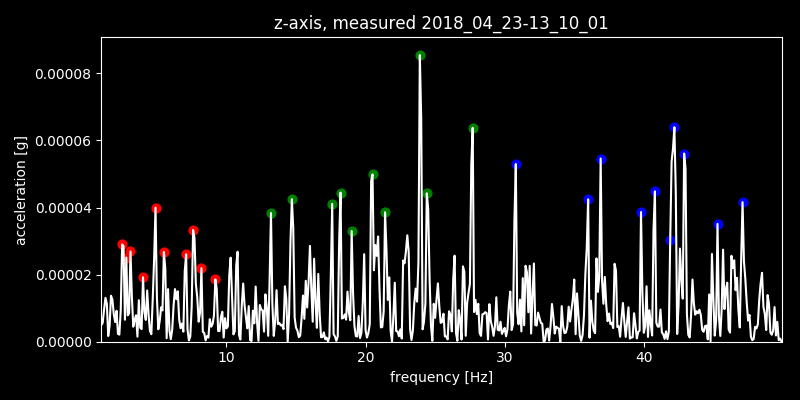 z-axis, measured 2018_04_23-13_10_01
0.00008
0.00006
0.00004
0.00002
0.00000
acceleration [g]
10 20 30 40
frequency [Hz]